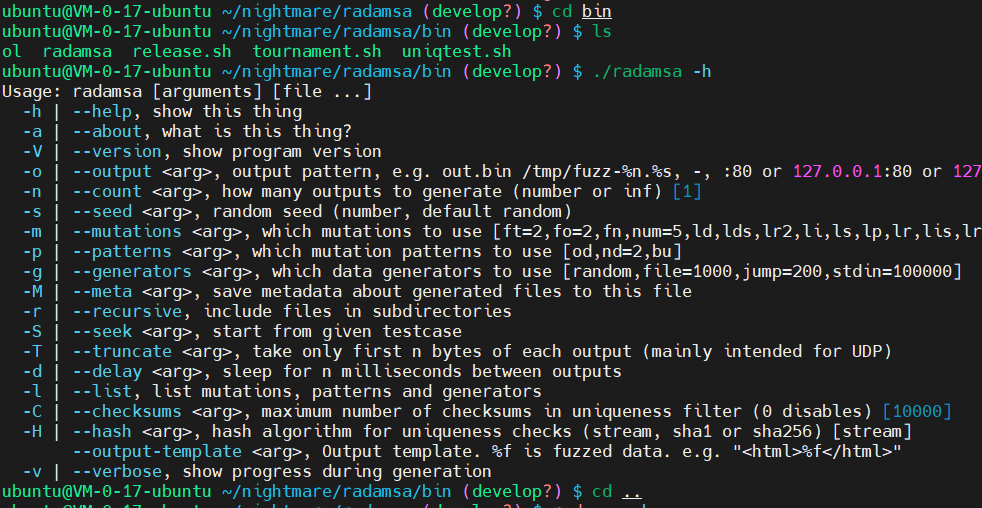 ubuntu@VM-0-17-ubuntu ~/nightmare/radamsa (develop?) $ cd bin
ubuntu@VM-0-17-ubuntu ~/nightmare/radamsa/bin (develop?) $ ls
ol  radamsa  release.sh  tournament.sh  uniqtest.sh
ubuntu@VM-0-17-ubuntu ~/nightmare/radamsa/bin (develop?) $ ./radamsa -h
Usage: radamsa [arguments] [file ...]
  -h | --help, show this thing
  -a | --about, what is this thing?
  -V | --version, show program version
  -o | --output <arg>, output pattern, e.g. out.bin /tmp/fuzz-%n.%s, -, :80 or 127.0.0.1:80 or 127
  -n | --count <arg>, how many outputs to generate (number or inf) [1]
  -s | --seed <arg>, random seed (number, default random)
  -m | --mutations <arg>, which mutations to use [ft=2,fo=2,fn,num=5,ld,lds,lr2,li,ls,lp,lr,lis,lr
  -p | --patterns <arg>, which mutation patterns to use [od,nd=2,bu]
  -g | --generators <arg>, which data generators to use [random,file=1000,jump=200,stdin=100000]
  -M | --meta <arg>, save metadata about generated files to this file
  -r | --recursive, include files in subdirectories
  -S | --seek <arg>, start from given testcase
  -T | --truncate <arg>, take only first n bytes of each output (mainly intended for UDP)
  -d | --delay <arg>, sleep for n milliseconds between outputs
  -l | --list, list mutations, patterns and generators
  -C | --checksums <arg>, maximum number of checksums in uniqueness filter (0 disables) [10000]
  -H | --hash <arg>, hash algorithm for uniqueness checks (stream, sha1 or sha256) [stream]
       --output-template <arg>, Output template. %f is fuzzed data. e.g. "<html>%f</html>"
  -v | --verbose, show progress during generation
ubuntu@VM-0-17-ubuntu ~/nightmare/radamsa/bin (develop?) $ cd ..